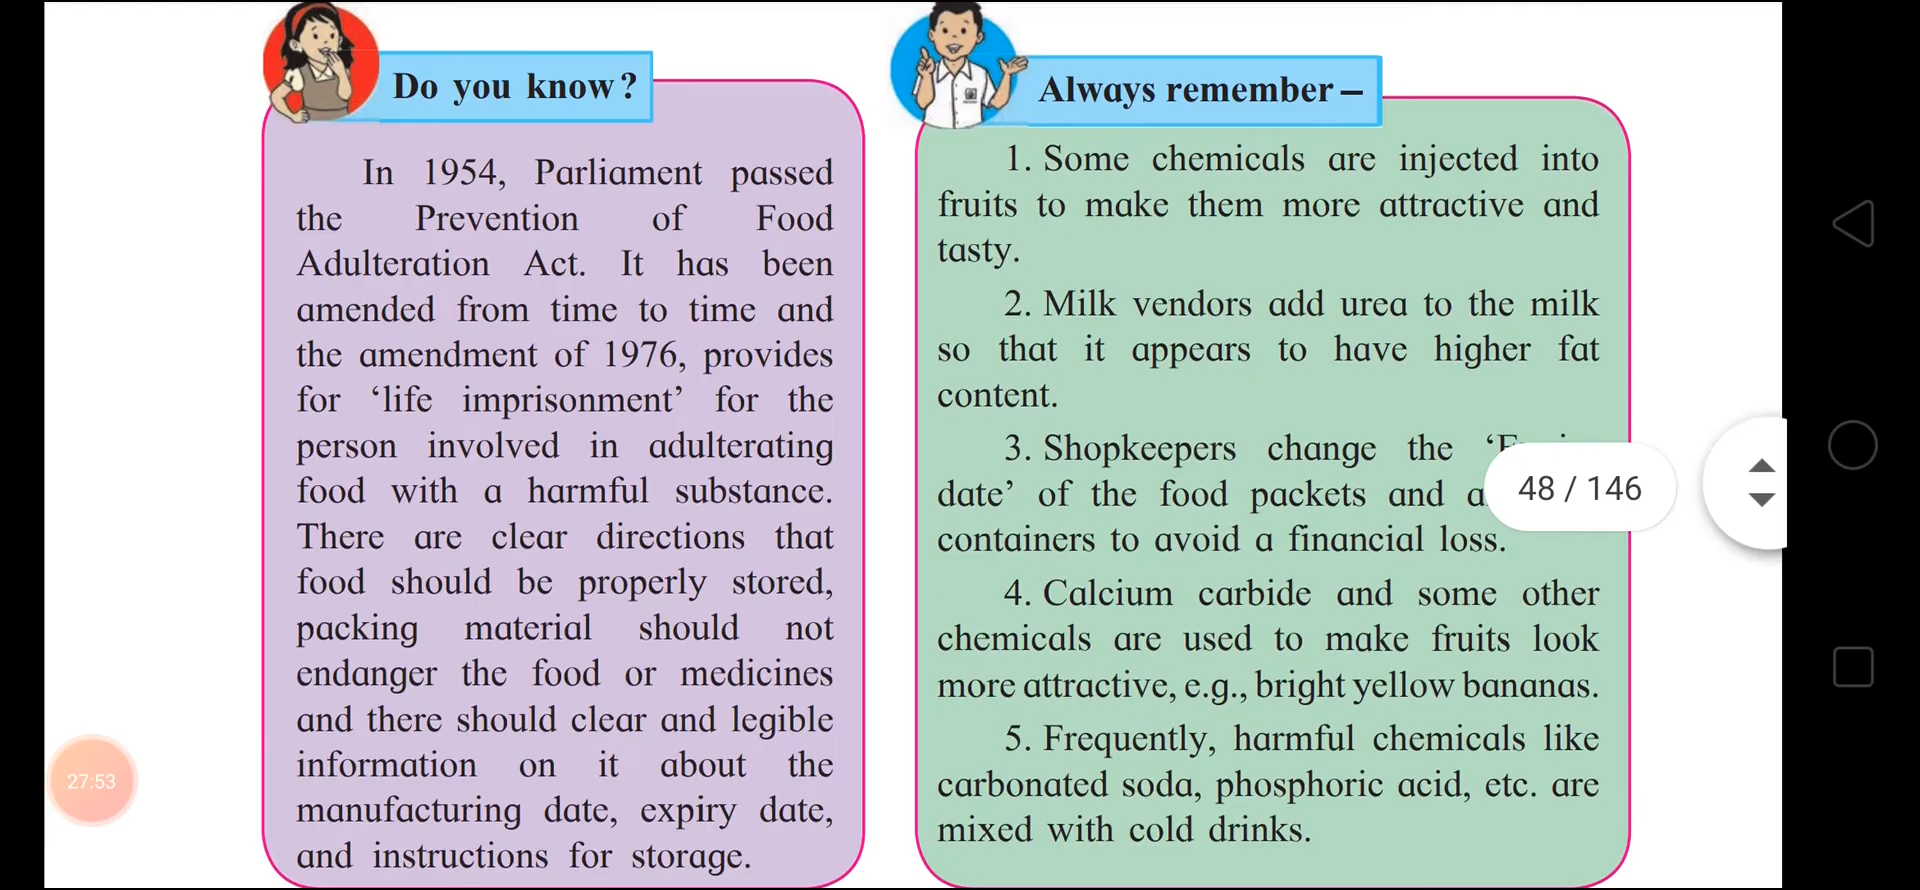 Do you know?
In 1954, Parliament passed
the Prevention of Food
Adulteration Act. It has been
amended from time to time and
the amendment of 1976, provides
for ‘life imprisonment’ for the
person involved in adulterating
food with a harmful substance.
There are clear directions that
food should be properly stored,
packing material should not
endanger the food or medicines
and there should clear and legible
information on it about the
manufacturing date, expiry date,
and instructions for storage.
Always remember –
1. Some chemicals are injected into
fruits to make them more attractive and
tasty.
2. Milk vendors add urea to the milk
so that it appears to have higher fat
content.
3. Shopkeepers change the
date’ of the food packets and
containers to avoid a financial loss.
4. Calcium carbide and some other
chemicals are used to make fruits look
more attractive, e.g., bright yellow bananas.
5. Frequently, harmful chemicals like
carbonated soda, phosphoric acid, etc. are
mixed with cold drinks.
48 / 146
27:53